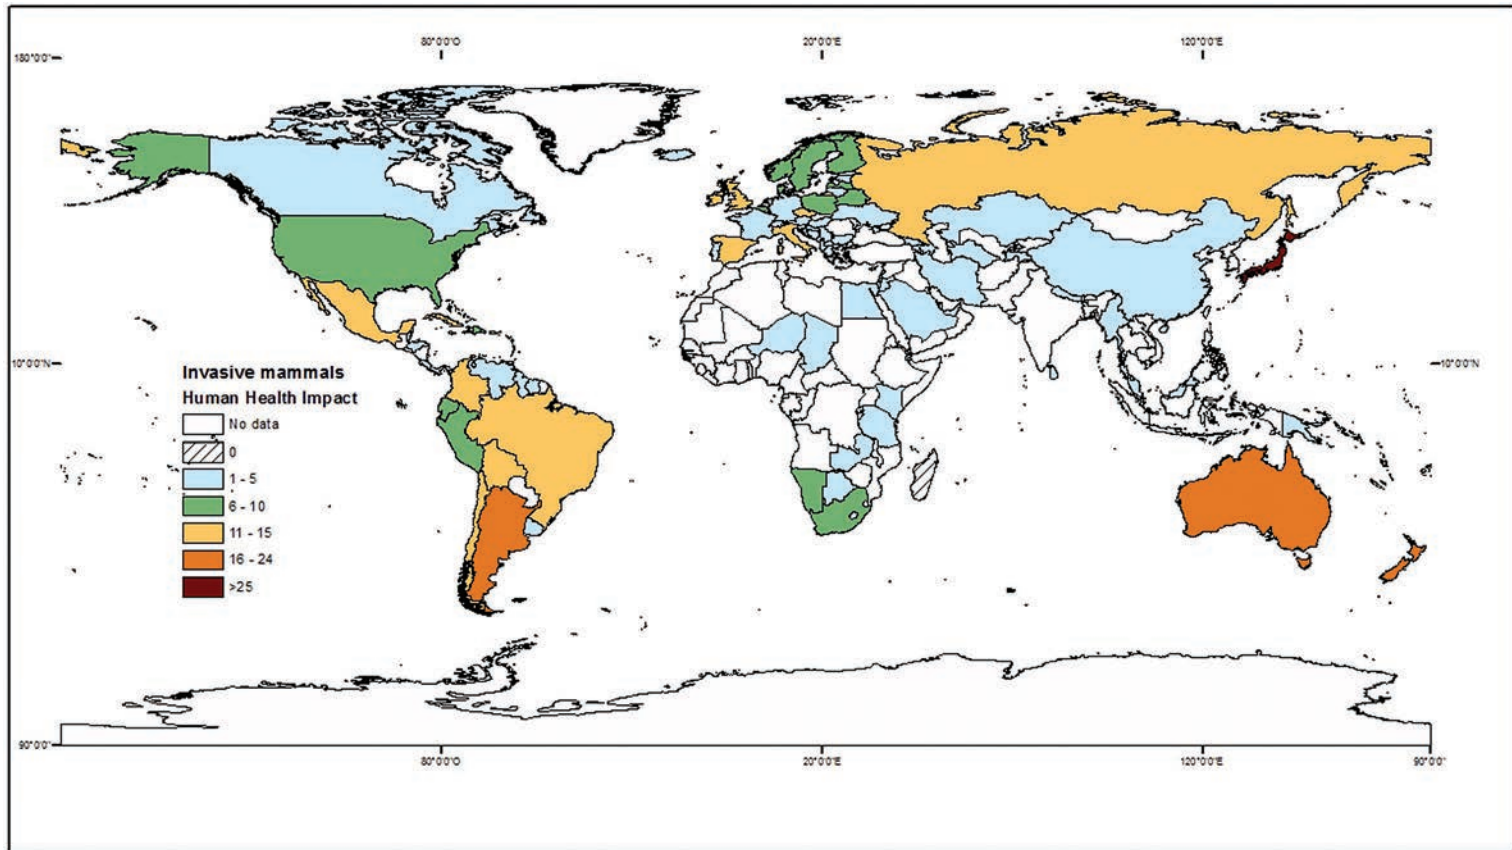 80°0'0"O 20°0'0"E 120°0'0"E
180°0'0"
10°0'0"N 10°0'0"N
Invasive mammals
Human Health Impact
No data
0
1 - 5
6 - 10
11 - 15
16 - 24
>25
90°0'0" 90°0'0"
80°0'0"O 20°0'0"E 120°0'0"E